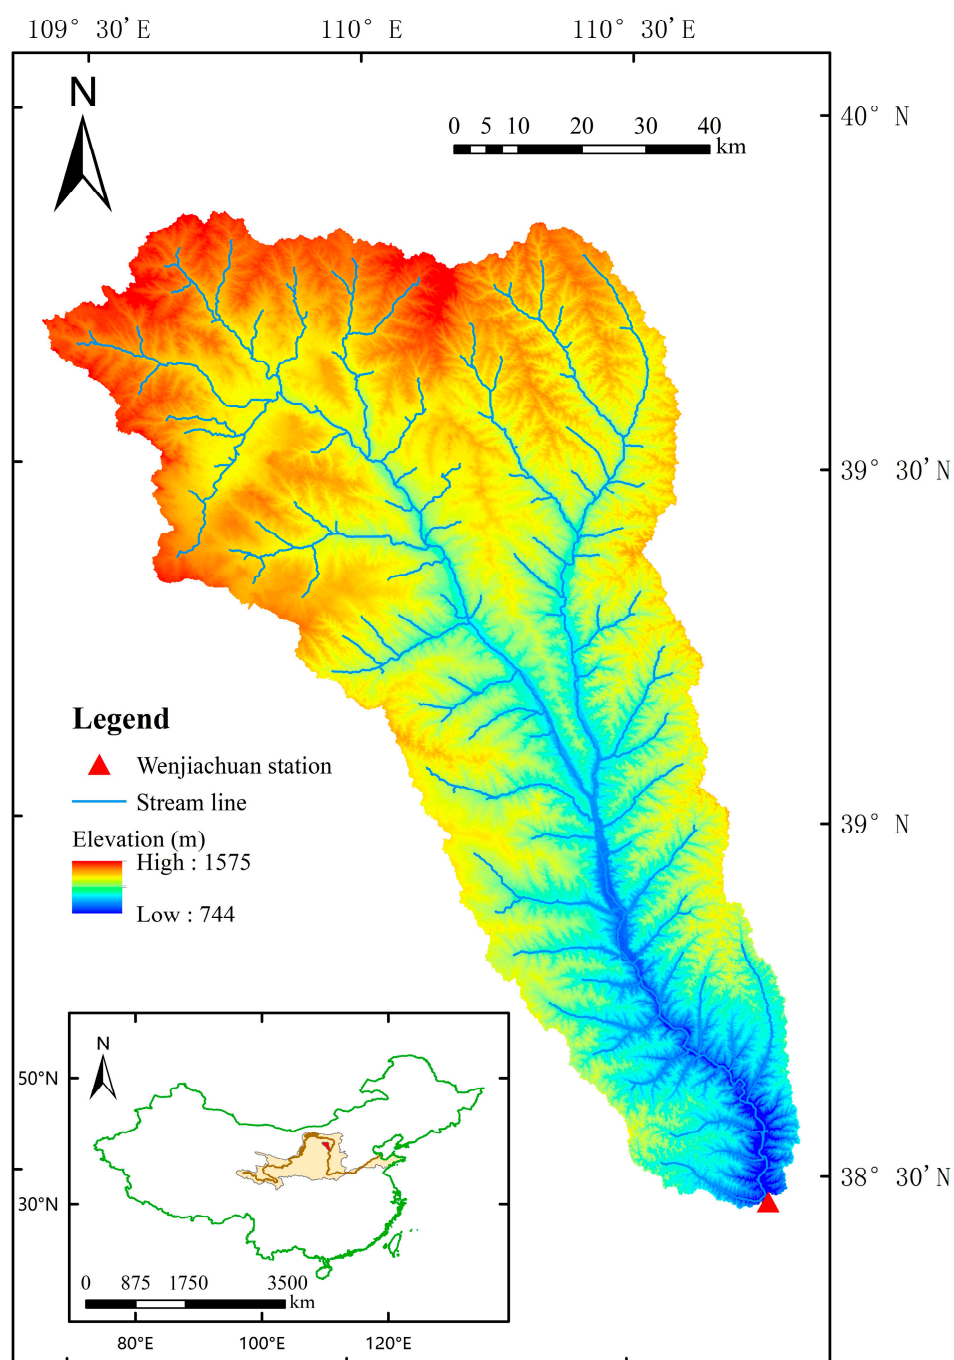 109° 30'E 110° E 110° 30'E
N
0 5 10 20 30 40
km
40° N
39° 30'N
39° N
38° 30'N
Legend
Wenjiachuan station
Stream line
Elevation (m)
High : 1575
Low : 744
N
50°N
30°N
0 875 1750 3500
km
80°E 100°E 120°E